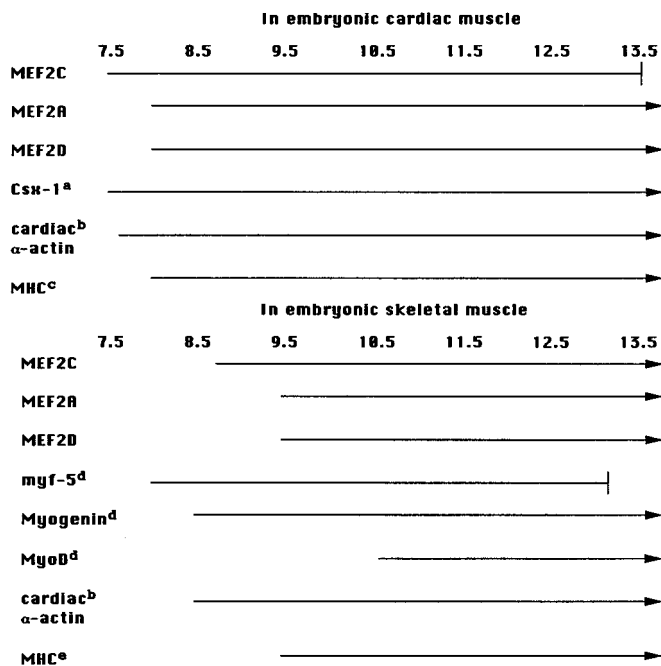 In embryonic cardiac muscle
7.5 8.5 9.5 10.5 11.5 12.5 13.5
MEF2C
MEF2A
MEF2D
Csx-1a
cardiacb
α-actin
MHCc
In embryonic skeletal muscle
7.5 8.5 9.5 10.5 11.5 12.5 13.5
MEF2C
MEF2A
MEF2D
myf-5d
Myogenind
MyoDd
cardiacb
α-actin
MHCe